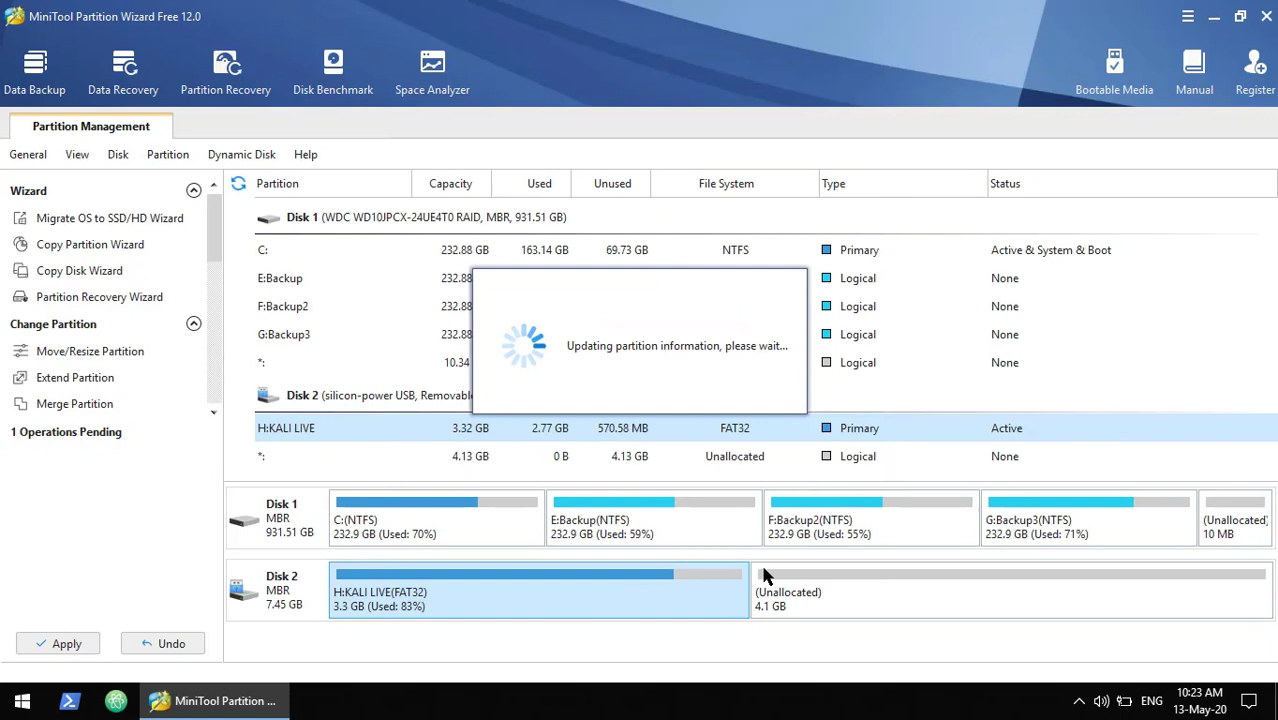 MiniTool Partition Wizard Free 12.0
Data Backup
Data Recovery
Partition Recovery
Disk Benchmark
Space Analyzer
Bootable Media
Manual
Register
Partition Management
General View Disk Partition Change Disk Dynamic Disk Help
Wizard
Migrate OS to SSD/HD Wizard
Copy Partition Wizard
Copy Disk Wizard
Partition Recovery Wizard
Change Partition
Move/Resize Partition
Extend Partition
Merge Partition
1 Operations Pending
Apply
Undo
Partition Capacity Used Unused File System Type Status
Disk 1 (WDC WD10JPCX-24UE4T0 RAID, MBR, 931.51 GB)
C: 232.88 GB 163.14 GB 69.73 GB NTFS Primary Active & System & Boot
E:Backup 232.88 Logical None
F:Backup2 232.88 Logical None
G:Backup3 232.88 Logical None
*: 10.34 Logical None
Updating partition information, please wait...
Disk 2 (silicon-power USB, Removable
H:KALI LIVE 3.32 GB 2.77 GB 570.58 MB FAT32 Primary Active
*: 4.13 GB 0 B 4.13 GB Unallocated Logical None
Disk 1
MBR
931.51 GB
C:(NTFS)
232.9 GB (Used: 70%)
E:Backup(NTFS)
232.9 GB (Used: 59%)
F:Backup2(NTFS)
232.9 GB (Used: 55%)
G:Backup3(NTFS)
232.9 GB (Used: 71%)
(Unallocated)
10 MB
Disk 2
MBR
7.45 GB
H:KALI LIVE(FAT32)
3.3 GB (Used: 83%)
(Unallocated)
4.1 GB
MiniTool Partition ...
ENG
10:23 AM
13-May-20